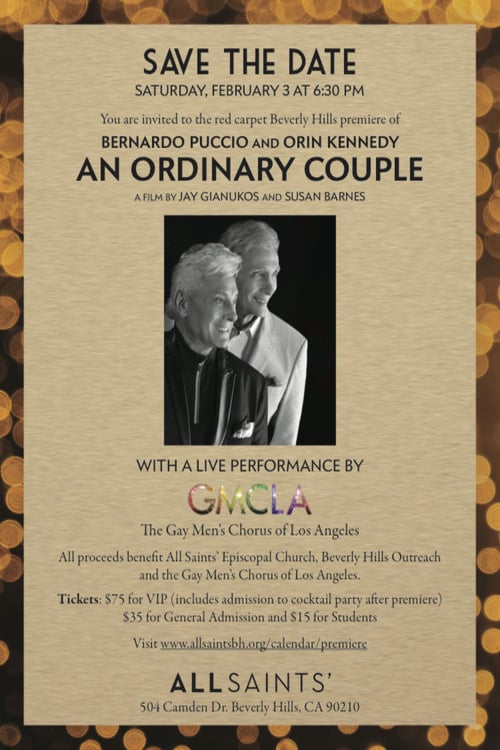 SAVE THE DATE
SATURDAY, FEBRUARY 3 AT 6:30 PM
You are invited to the red carpet Beverly Hills premiere of
BERNARDO PUCCIO AND ORIN KENNEDY
AN ORDINARY COUPLE
A FILM BY JAY GIANUKOS AND SUSAN BARNES
WITH A LIVE PERFORMANCE BY
GMCLA
The Gay Men's Chorus of Los Angeles
All proceeds benefit All Saints' Episcopal Church, Beverly Hills Outreach
and the Gay Men's Chorus of Los Angeles.
Tickets: $75 for VIP (includes admission to cocktail party after premiere)
$35 for General Admission and $15 for Students
Visit www.allsaintsbh.org/calendar/premiere
ALLSAINTS'
504 Camden Dr. Beverly Hills, CA 90210